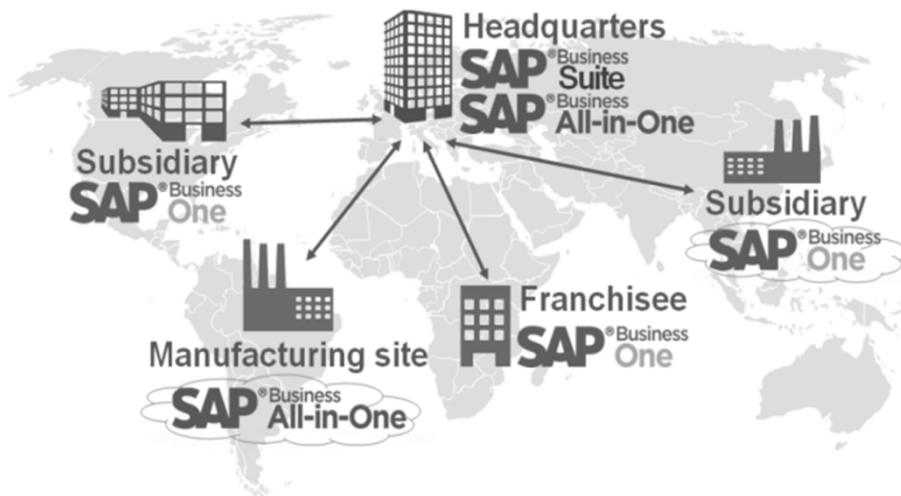 Headquarters
SAP® Business
Suite
SAP® Business
All-in-One
Subsidiary
SAP® Business
One
Subsidiary
SAP® Business
One
Franchisee
SAP® Business
One
Manufacturing site
SAP® Business
All-in-One